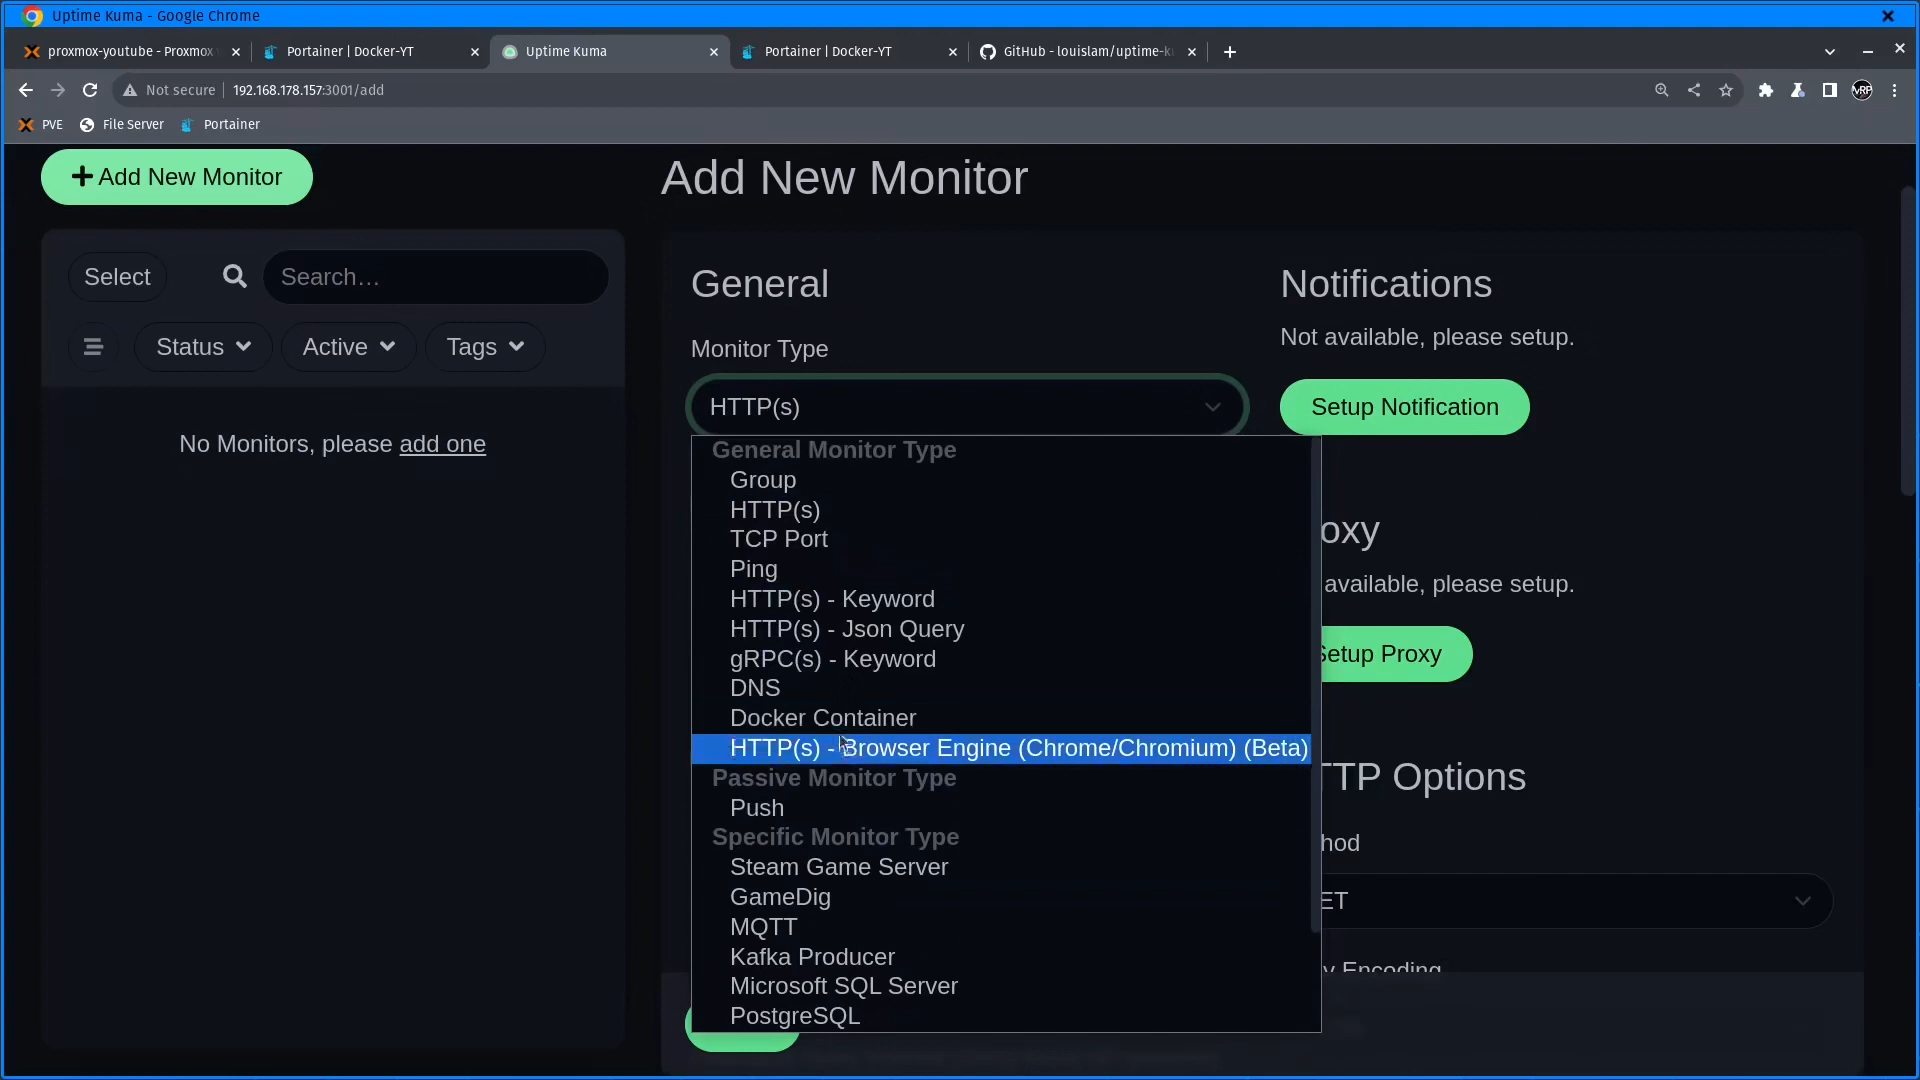 Uptime Kuma - Google Chrome
proxmox-youtube - Proxmox
Portainer | Docker-YT
Uptime Kuma
Portainer | Docker-YT
GitHub - louislam/uptime-k
Not secure
192.168.178.157:3001/add
VRP
PVE
File Server
Portainer
Add New Monitor
Add New Monitor
Select
Search…
Status
Active
Tags
No Monitors, please add one
General
Monitor Type
HTTP(s)
General Monitor Type
Group
HTTP(s)
TCP Port
Ping
HTTP(s) - Keyword
HTTP(s) - Json Query
gRPC(s) - Keyword
DNS
Docker Container
HTTP(s) - Browser Engine (Chrome/Chromium) (Beta)
Passive Monitor Type
Push
Specific Monitor Type
Steam Game Server
GameDig
MQTT
Kafka Producer
Microsoft SQL Server
PostgreSQL
Notifications
Not available, please setup.
Setup Notification
oxy
available, please setup.
Setup Proxy
TP Options
hod
ET
y Encoding